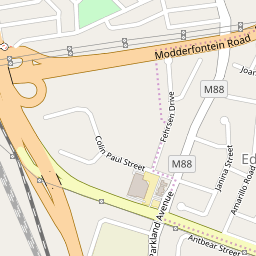 Modderfontein Road
Joan
M88
Fehrsen Drive
Colin Paul Street
M88
Ed
Janina Street
Amarillo Road
Parkland Avenue
Antbear Street